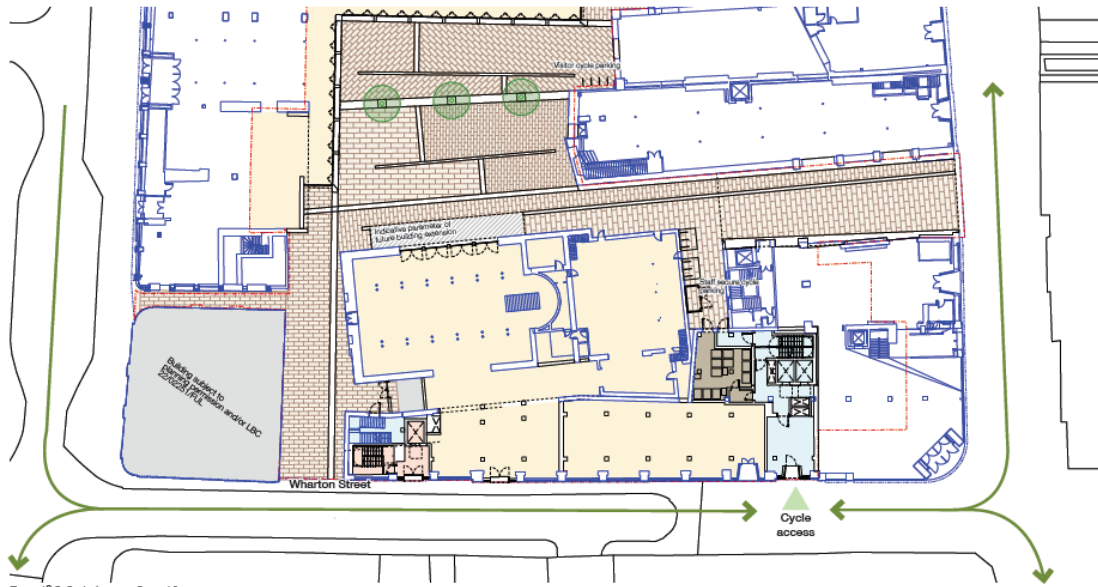 Visitor cycle parking
Indicative parameter of
future building extension
Staff secure cycle
parking
Building subject to
planning permission and/or LBC
Wharton Street
Cycle
access